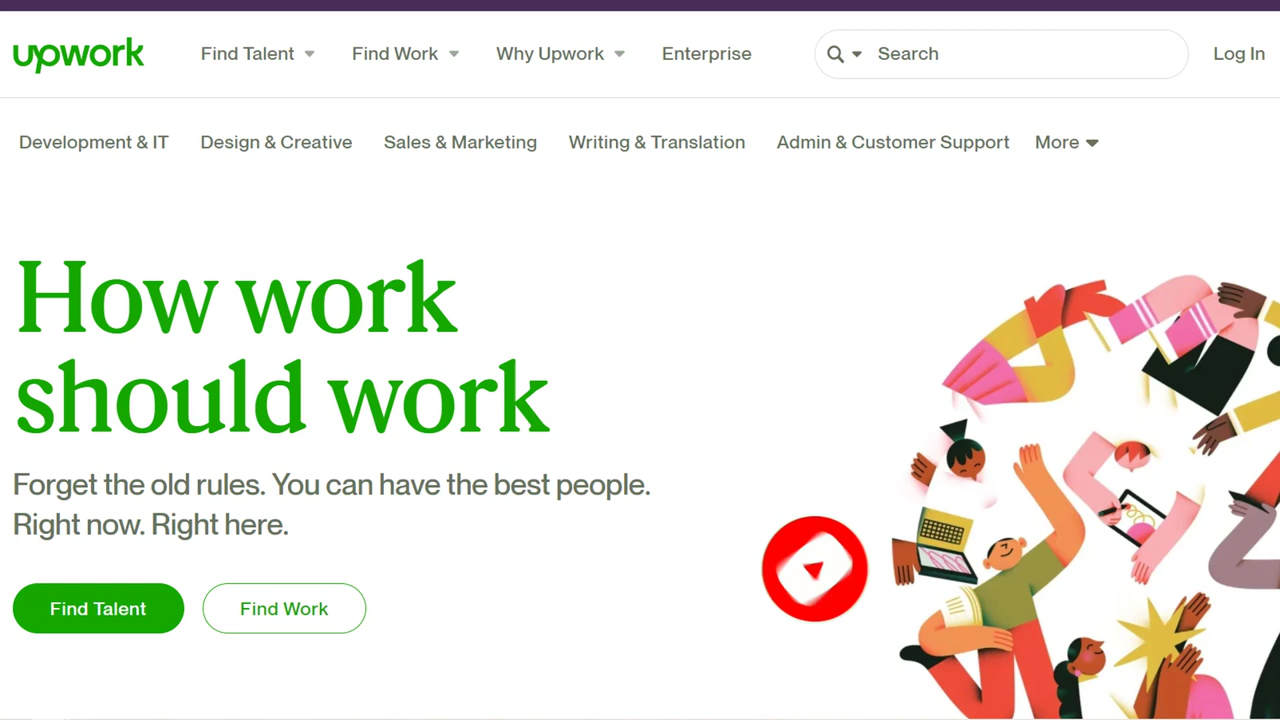 upwork
Find Talent
Find Work
Why Upwork
Enterprise
Search
Log In
Development & IT
Design & Creative
Sales & Marketing
Writing & Translation
Admin & Customer Support
More
How work
should work
Forget the old rules. You can have the best people.
Right now. Right here.
Find Talent
Find Work